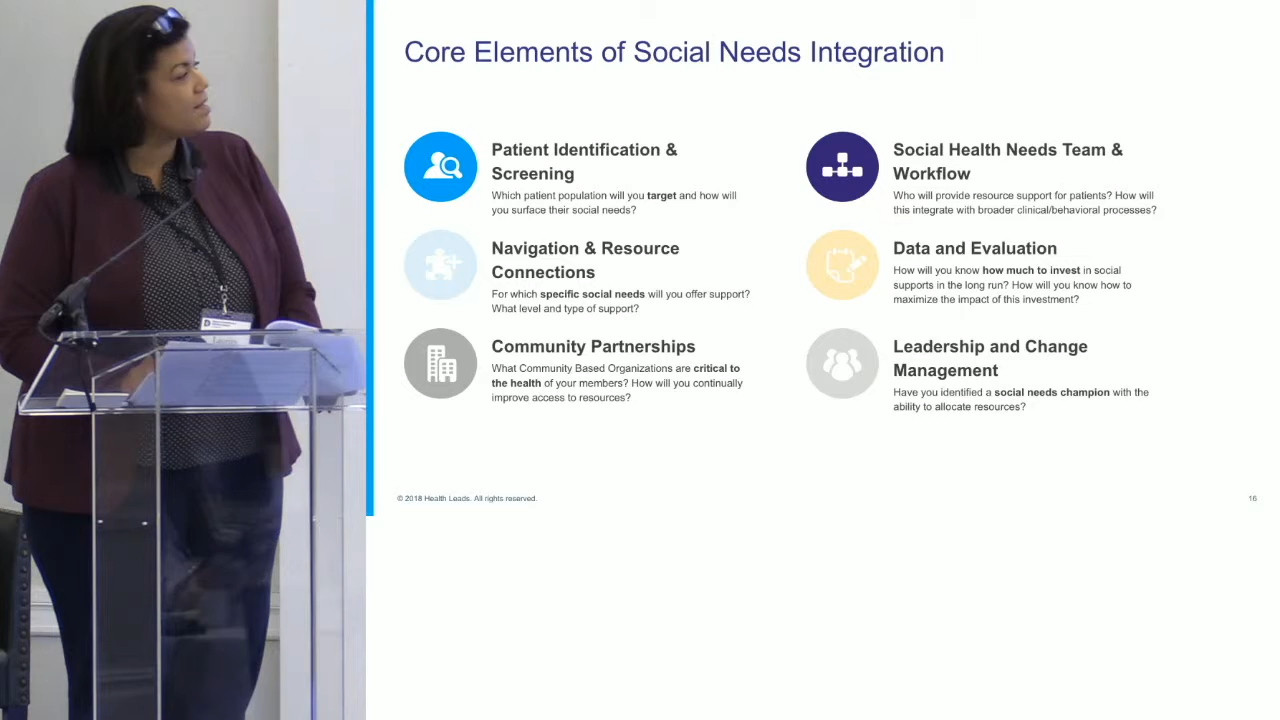 Core Elements of Social Needs Integration
Patient Identification &
Screening
Which patient population will you target and how will
you surface their social needs?
Navigation & Resource
Connections
For which specific social needs will you offer support?
What level and type of support?
Community Partnerships
What Community Based Organizations are critical to
the health of your members? How will you continually
improve access to resources?
Social Health Needs Team &
Workflow
Who will provide resource support for patients? How will
this integrate with broader clinical/behavioral processes?
Data and Evaluation
How will you know how much to invest in social
supports in the long run? How will you know how to
maximize the impact of this investment?
Leadership and Change
Management
Have you identified a social needs champion with the
ability to allocate resources?
© 2018 Health Leads. All rights reserved.
16